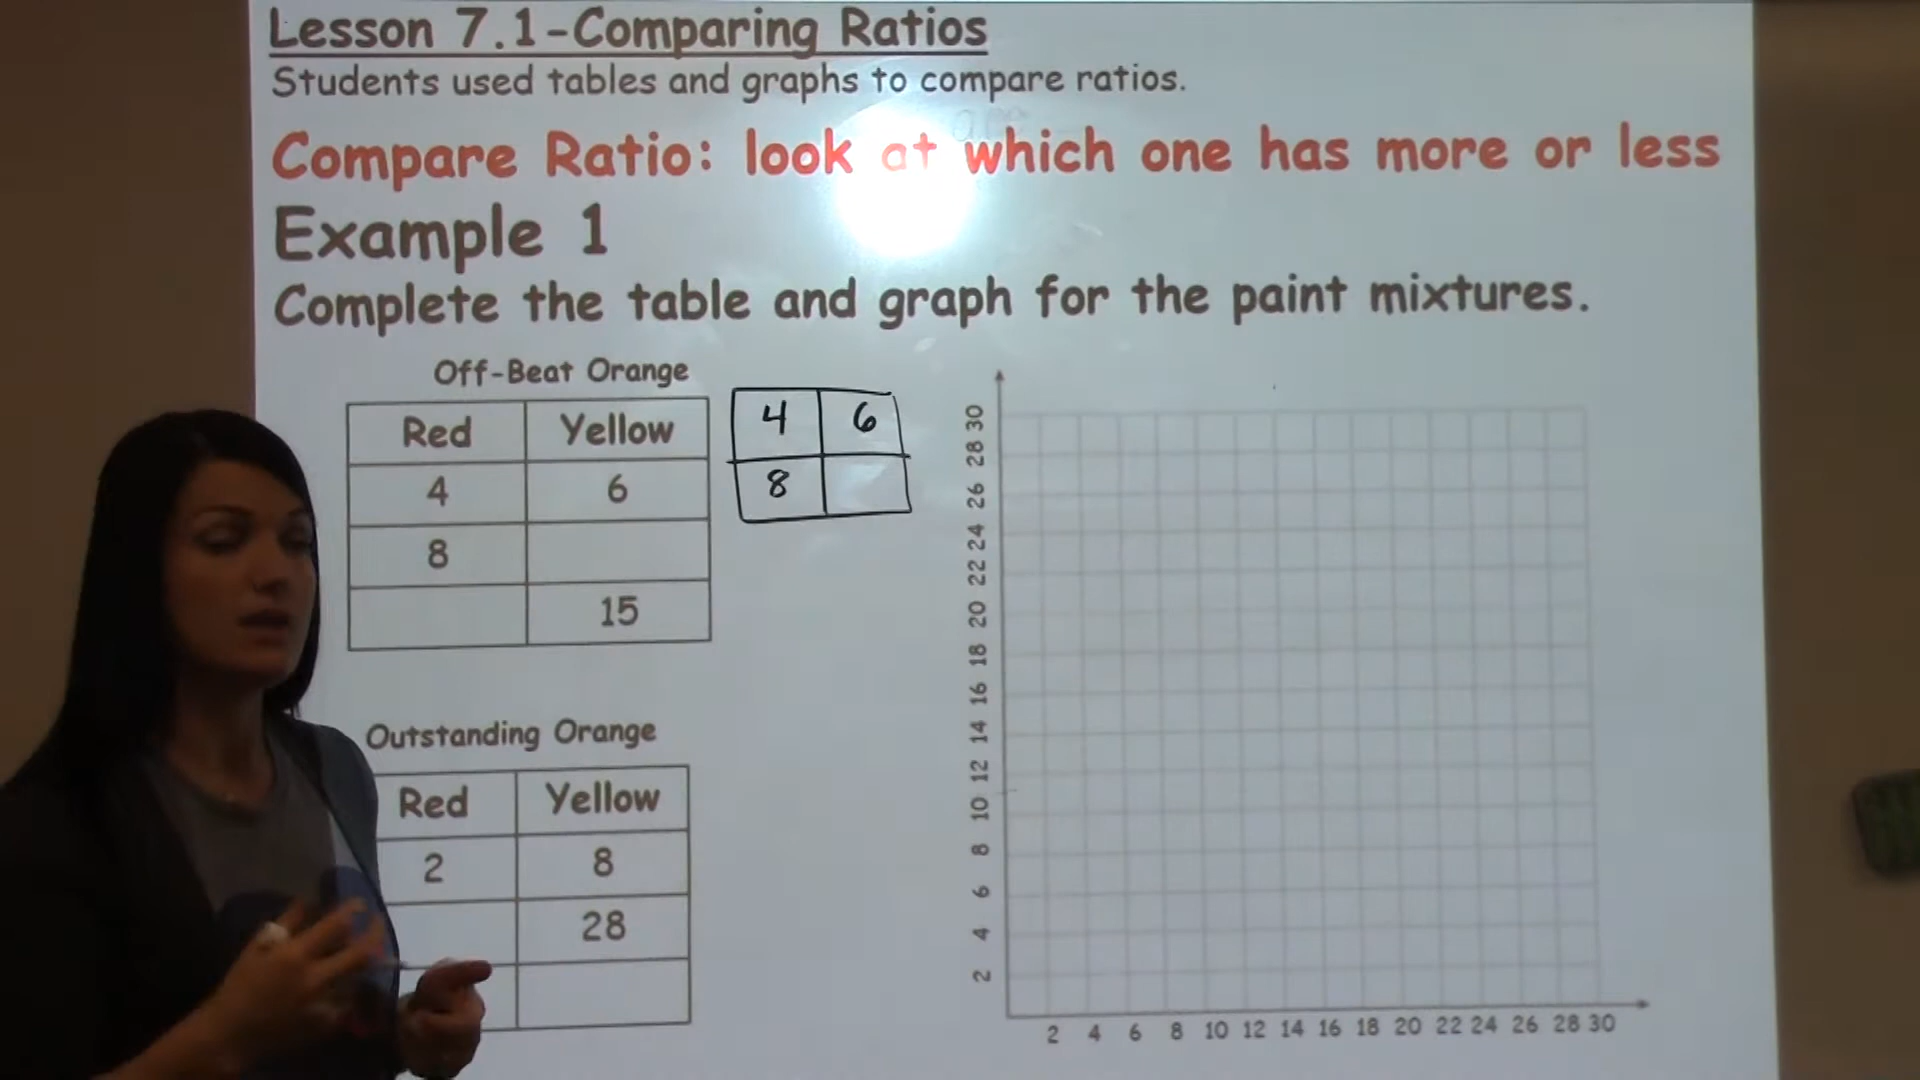 Lesson 7.1-Comparing Ratios
Students used tables and graphs to compare ratios.
Compare Ratio: look at which one has more or less
Example 1
Complete the table and graph for the paint mixtures.
Off-Beat Orange
Red Yellow
4 6
8
15
4 6
8
Outstanding Orange
Red Yellow
2 8
28
30
28
26
24
22
20
18
16
14
12
10
8
6
4
2
2 4 6 8 10 12 14 16 18 20 22 24 26 28 30